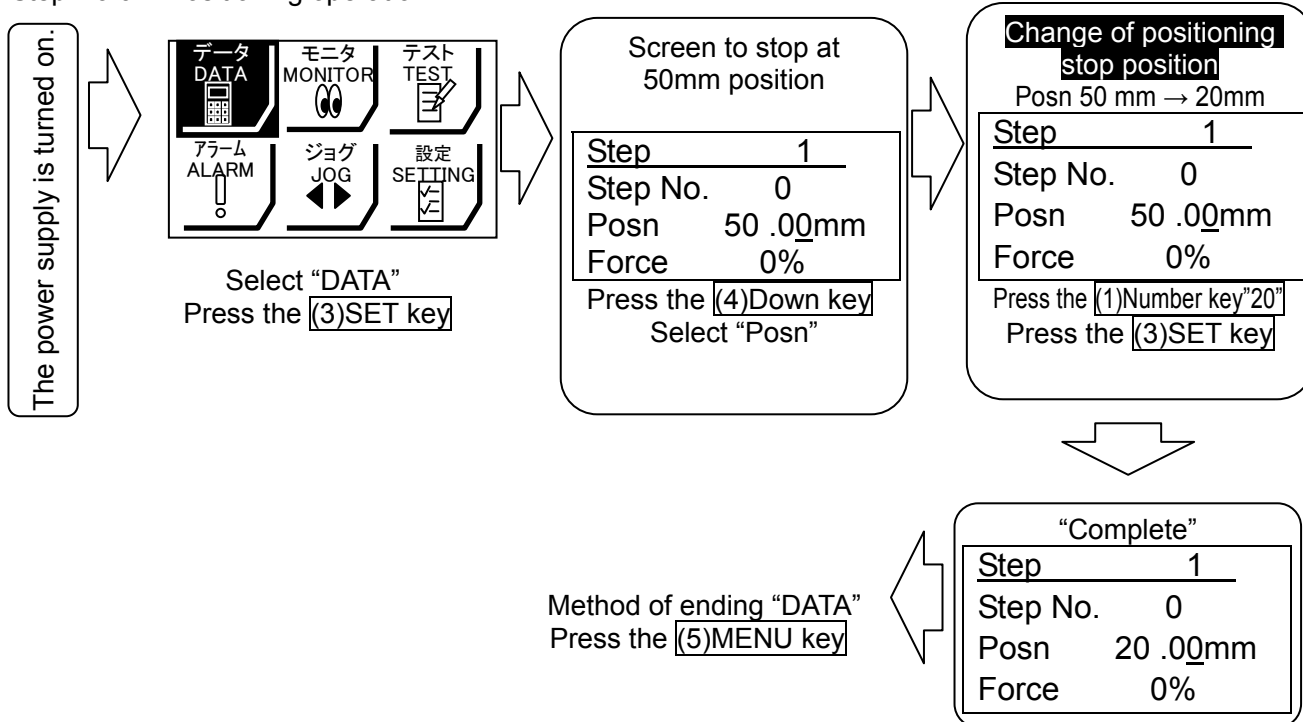 The power supply is turned on.
データ
DATA
モニタ
MONITOR
テスト
TEST
アラーム
ALARM
ジョグ
JOG
設定
SETTING
Select “DATA”
Press the (3)SET key
Screen to stop at
50mm position
Step 1
Step No. 0
Posn 50 .00mm
Force 0%
Press the (4)Down key
Select “Posn”
Change of positioning
stop position
Posn 50 mm → 20mm
Step 1
Step No. 0
Posn 50 .00mm
Force 0%
Press the (1)Number key”20”
Press the (3)SET key
“Complete”
Step 1
Step No. 0
Posn 20 .00mm
Force 0%
Method of ending “DATA”
Press the (5)MENU key